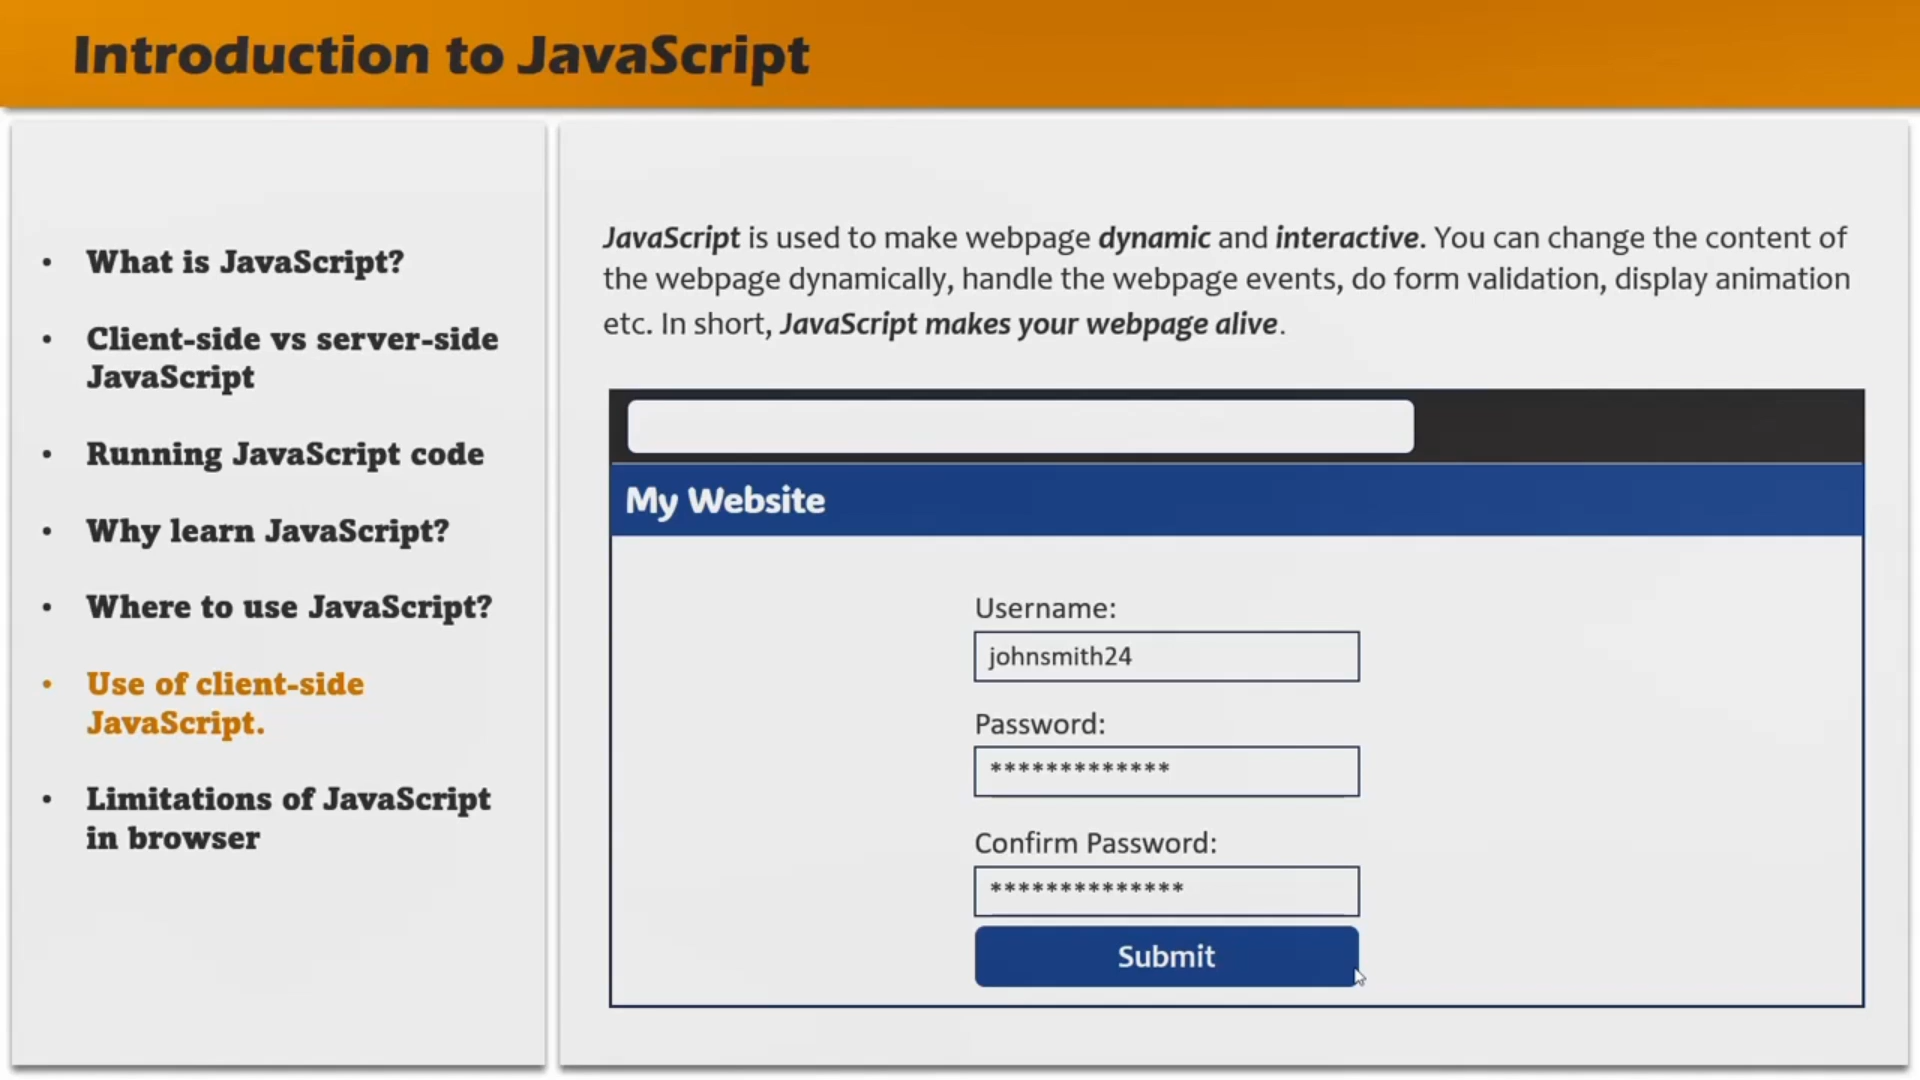 Introduction to JavaScript
• What is JavaScript?
• Client-side vs server-side
JavaScript
• Running JavaScript code
• Why learn JavaScript?
• Where to use JavaScript?
• Use of client-side
JavaScript.
• Limitations of JavaScript
in browser
JavaScript is used to make webpage dynamic and interactive. You can change the content of
the webpage dynamically, handle the webpage events, do form validation, display animation
etc. In short, JavaScript makes your webpage alive.
My Website
Username:
johnsmith24
Password:
*************
Confirm Password:
**************
Submit